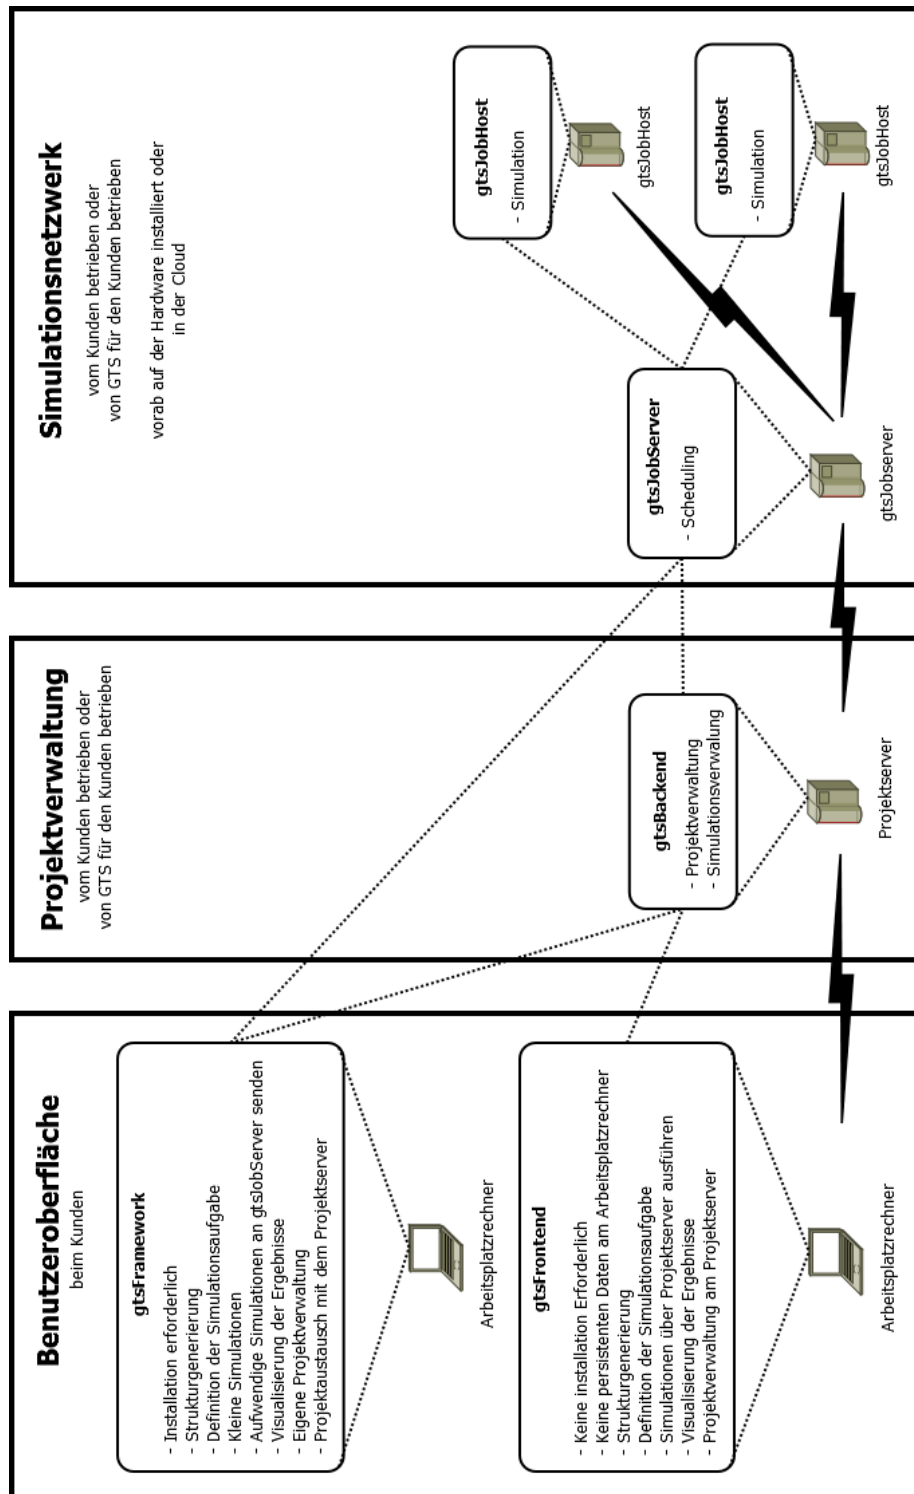 Benutzeroberfläche
beim Kunden
gtsFramework
- Installation erforderlich
- Strukturgenerierung
- Definition der Simulationsaufgabe
- Kleine Simulationen
- Aufwendige Simulationen an gtsJobServer senden
- Visualisierung der Ergebnisse
- Eigene Projektverwaltung
- Projektaustausch mit dem Projektserver
Arbeitsplatzrechner
gtsFrontend
- Keine installation Erforderlich
- Keine persistenten Daten am Arbeitsplatzrechner
- Strukturgenerierung
- Definition der Simulationsaufgabe
- Simulationen über Projektserver ausführen
- Visualisierung der Ergebnisse
- Projektverwaltung am Projektserver
Arbeitsplatzrechner
Projektverwaltung
vom Kunden betrieben oder
von GTS für den Kunden betrieben
gtsBackend
- Projektverwaltung
- Simulationsverwalung
Projektserver
Simulationsnetzwerk
vom Kunden betrieben oder
von GTS für den Kunden betrieben
vorab auf der Hardware installiert oder
in der Cloud
gtsJobServer
- Scheduling
gtsJobserver
gtsJobHost
- Simulation
gtsJobHost
gtsJobHost
- Simulation
gtsJobHost